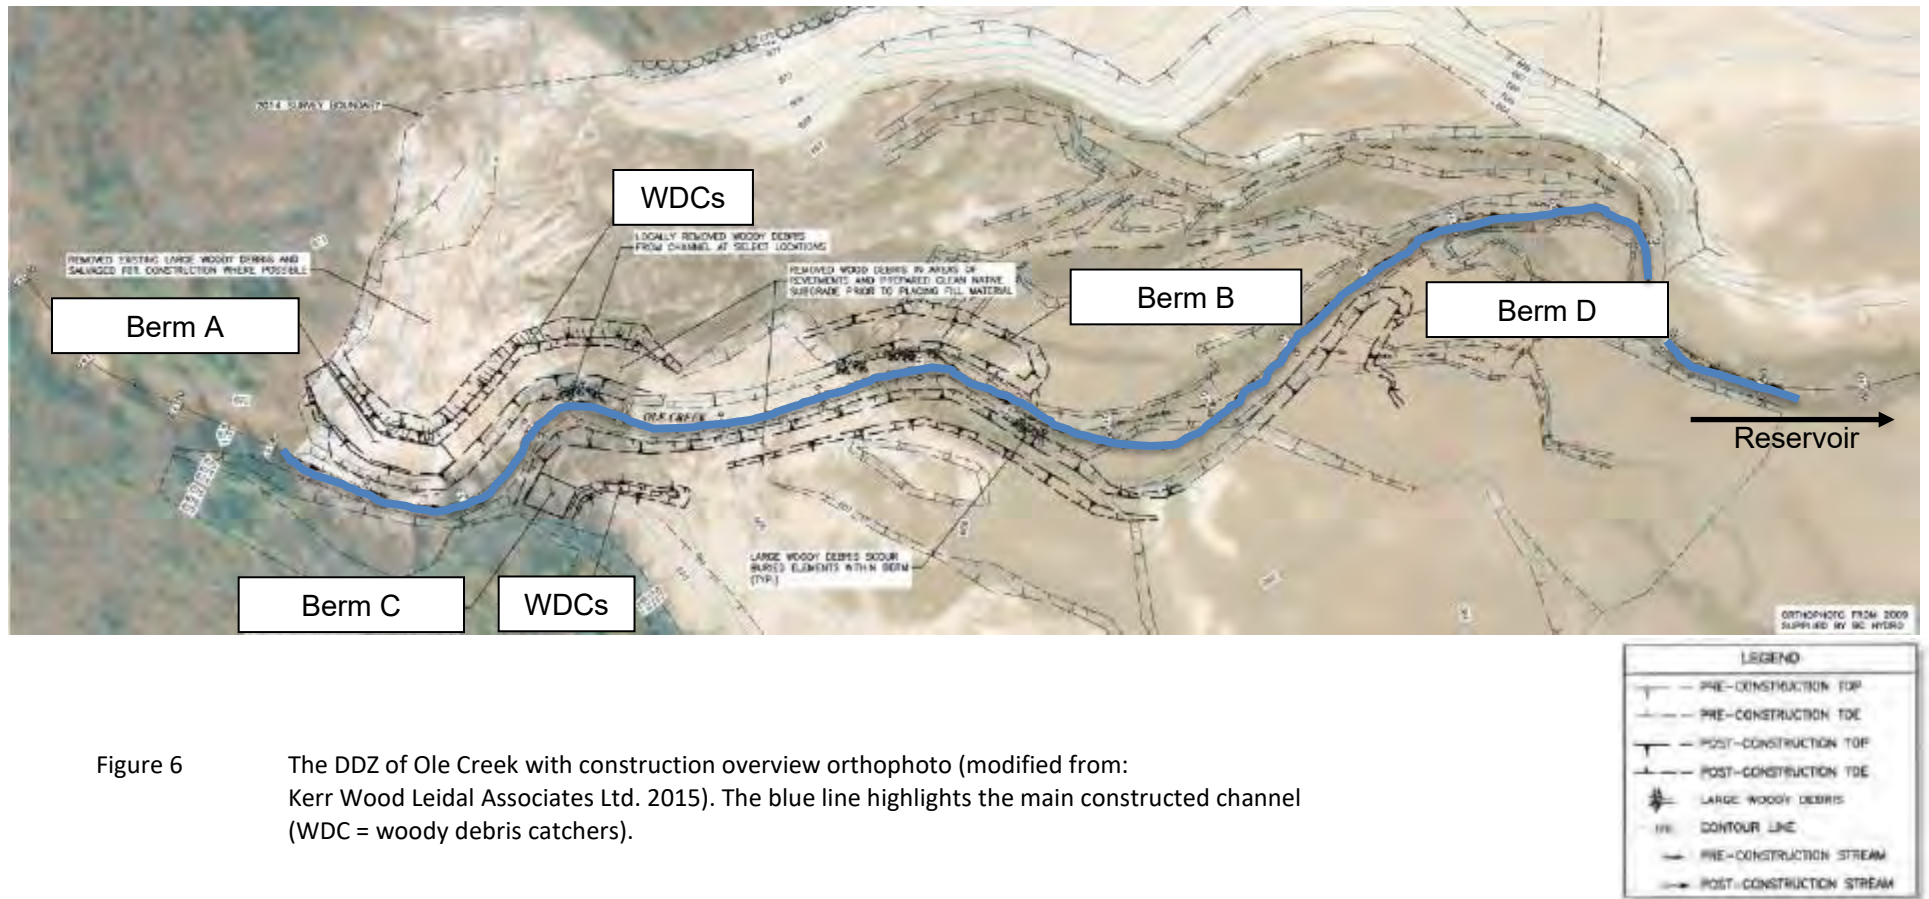 2014 SURVEY BOUNDARY
WDCs
LOCALLY REMOVED WOODY DEBRIS
FROM CHANNEL AT SELECT LOCATIONS
REMOVED EXISTING LARGE WOODY DEBRIS AND
SALVAGED FOR CONSTRUCTION WHERE POSSIBLE
REMOVED WOOD DEBRIS IN AREAS OF
REVETMENTS AND PREPARED CLEAN NATIVE
SUBGRADE PRIOR TO PLACING FILL MATERIAL
Berm A
Berm B
Berm D
OLE CREEK
Reservoir
LARGE WOODY DEBRIS SCOUR
BURIED ELEMENTS WITHIN BERM
(TYP.)
Berm C
WDCs
ORTHOPHOTO FROM 2009
SUPPLIED BY BC HYDRO
LEGEND
PRE-CONSTRUCTION TOP
PRE-CONSTRUCTION TOE
POST-CONSTRUCTION TOP
POST-CONSTRUCTION TOE
LARGE WOODY DEBRIS
CONTOUR LINE
PRE-CONSTRUCTION STREAM
POST-CONSTRUCTION STREAM
Figure 6 The DDZ of Ole Creek with construction overview orthophoto (modified from:
Kerr Wood Leidal Associates Ltd. 2015). The blue line highlights the main constructed channel
(WDC = woody debris catchers).